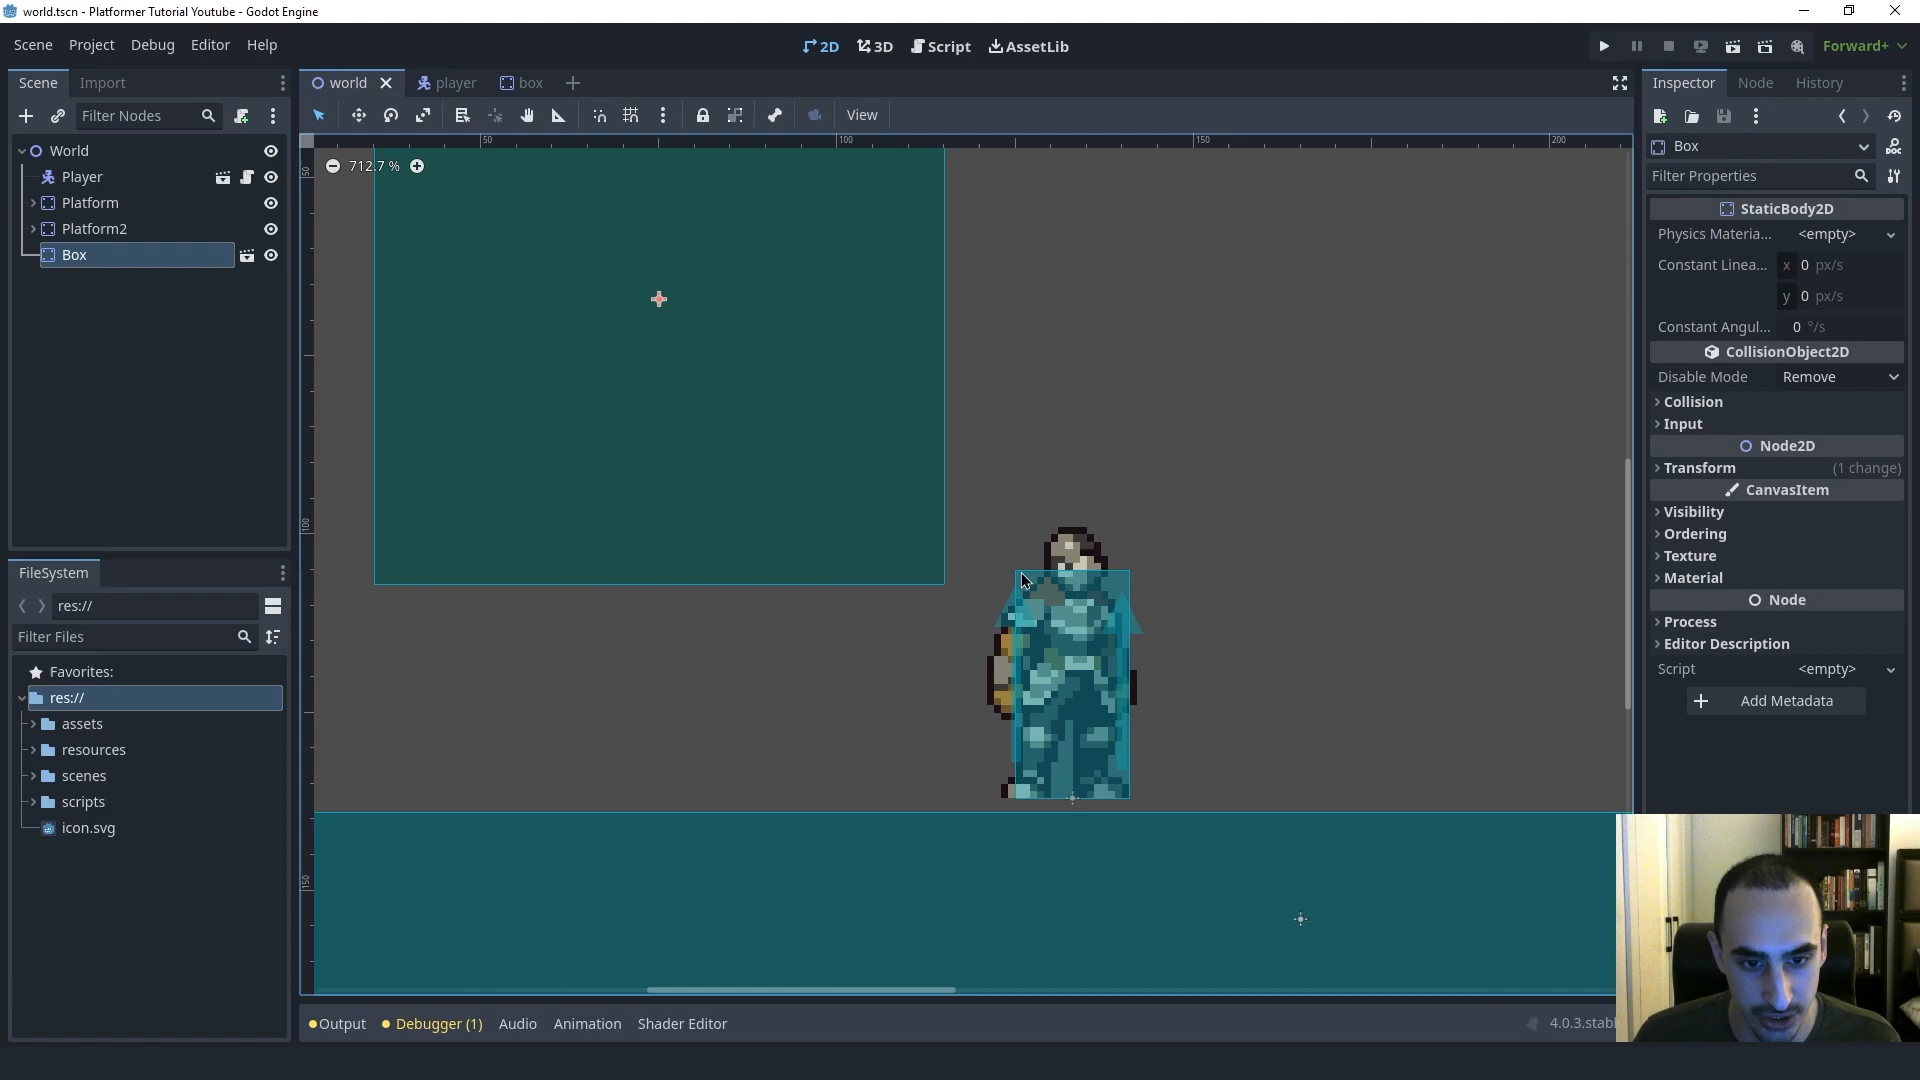 world.tscn - Platformer Tutorial Youtube - Godot Engine
Scene Project Debug Editor Help
2D 3D Script AssetLib
Forward+
Scene Import
world player box
Inspector Node History
Filter Nodes
View
World
Player
Platform
Platform2
Box
50 100 150 200
50
100
150
712.7 %
FileSystem
res://
Filter Files
Favorites:
res://
assets
resources
scenes
scripts
icon.svg
Output Debugger (1) Audio Animation Shader Editor
4.0.3.stabl
Box
Filter Properties
StaticBody2D
Physics Materia... <empty>
Constant Linea... x 0 px/s
y 0 px/s
Constant Angul... 0 °/s
CollisionObject2D
Disable Mode Remove
Collision
Input
Node2D
Transform (1 change)
CanvasItem
Visibility
Ordering
Texture
Material
Node
Process
Editor Description
Script <empty>
Add Metadata